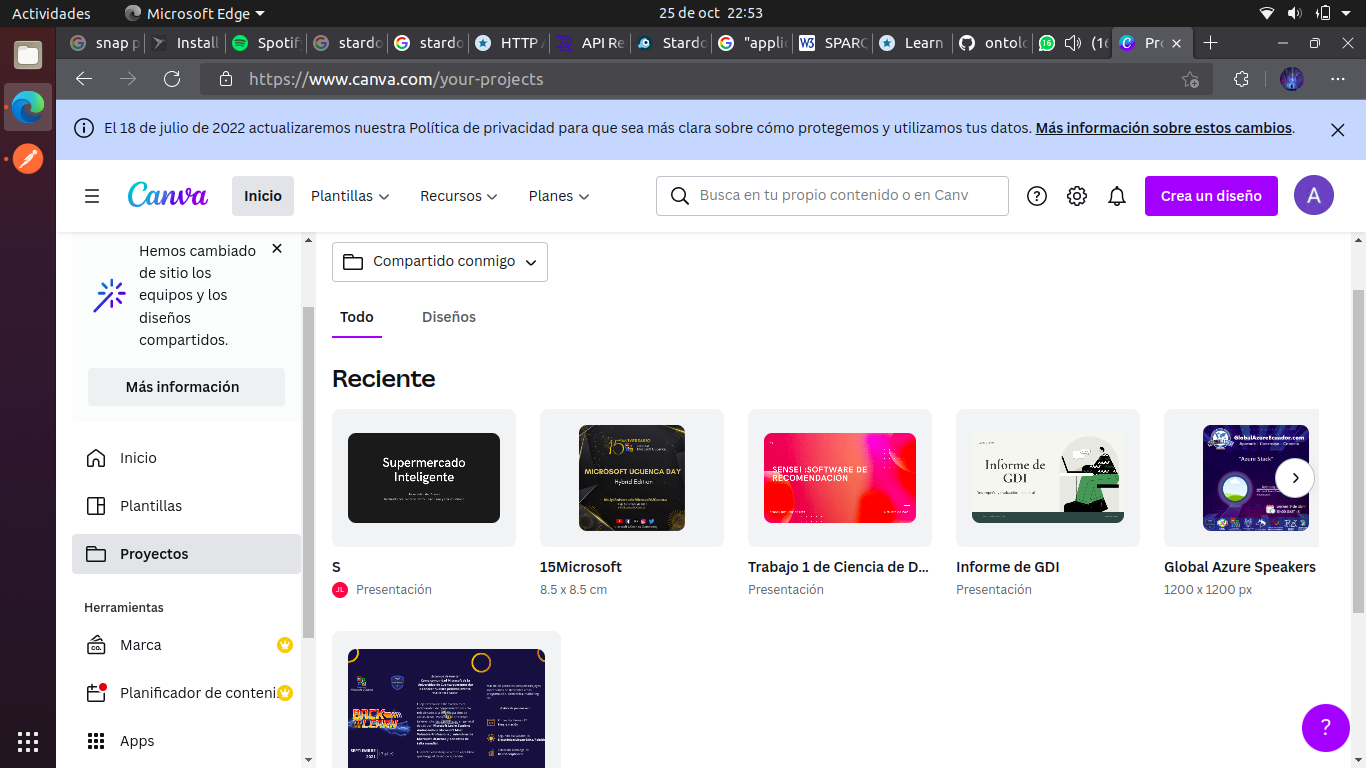 Actividades
Microsoft Edge
25 de oct 22:53
snap p
Install
Spotif
stardo
stardo
HTTP A
API Re
Stardo
"applic
SPARC
Learn
ontolo
16
(16
Pro
https://www.canva.com/your-projects
El 18 de julio de 2022 actualizaremos nuestra Política de privacidad para que sea más clara sobre cómo protegemos y utilizamos tus datos. Más información sobre estos cambios.
Canva
Inicio
Plantillas
Recursos
Planes
Busca en tu propio contenido o en Canv
Crea un diseño
A
Hemos cambiado
de sitio los
equipos y los
diseños
compartidos.
Más información
Inicio
Plantillas
Proyectos
Herramientas
Marca
Planificador de conteni
Apps
Compartido conmigo
Todo
Diseños
Reciente
Supermercado
Inteligente
S
JL
Presentación
15
ANIVERSARIO
MICROSOFT UCUENCA DAY
Hybrid Edition
15Microsoft
8.5 x 8.5 cm
SENSEI :SOFTWARE DE
RECOMENDACIÓN
Trabajo 1 de Ciencia de D...
Presentación
Informe de
GDI
Informe de GDI
Presentación
GlobalAzureEcuador.com
"Azure Stack"
Global Azure Speakers
1200 x 1200 px
SEPTIEMBRE
2021
?